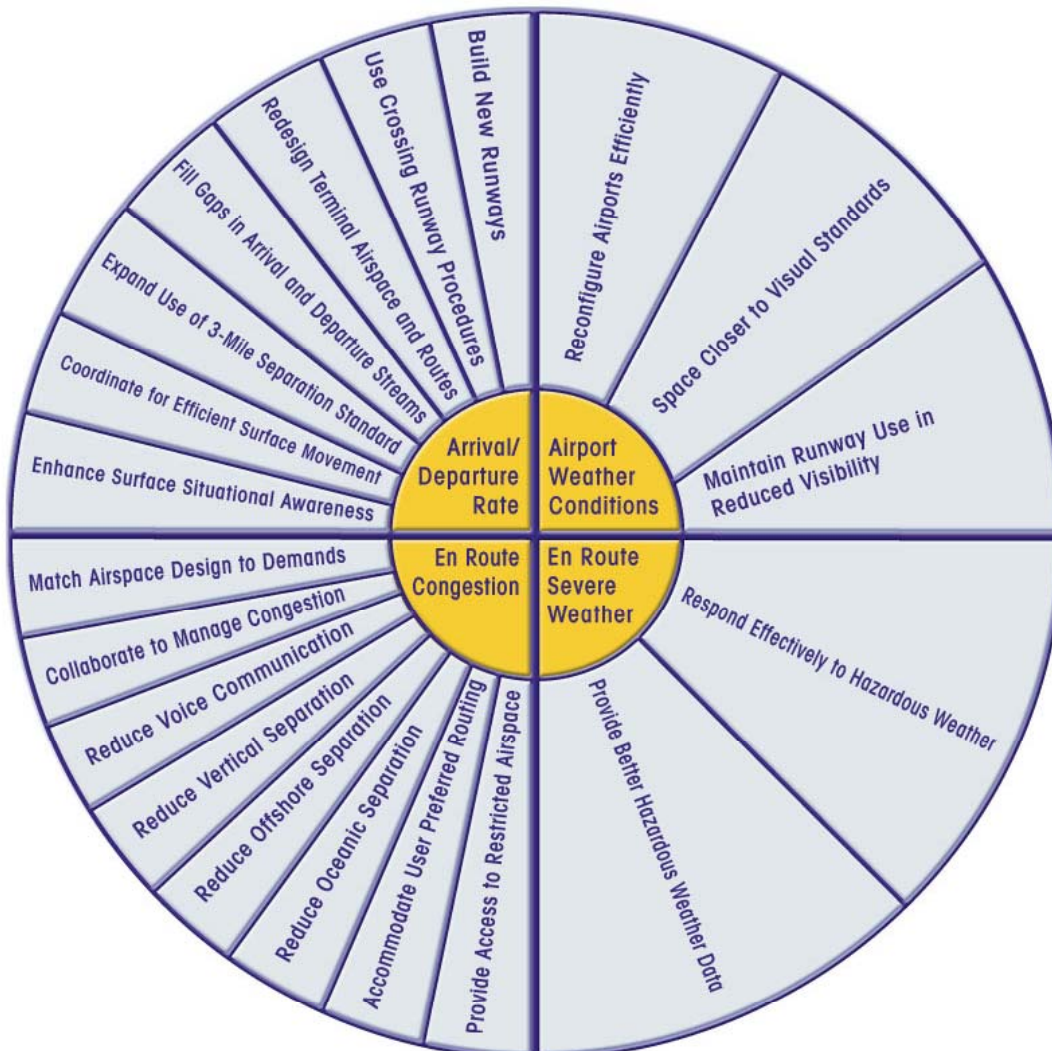 Build New Runways
Use Crossing Runway Procedures
Redesign Terminal Airspace and Routes
Fill Gaps in Arrival and Departure Streams
Expand Use of 3-Mile Separation Standard
Coordinate for Efficient Surface Movement
Enhance Surface Situational Awareness
Arrival/
Departure
Rate
Reconfigure Airports Efficiently
Space Closer to Visual Standards
Maintain Runway Use in
Reduced Visibility
Airport
Weather
Conditions
Match Airspace Design to Demands
Collaborate to Manage Congestion
Reduce Voice Communication
Reduce Vertical Separation
Reduce Offshore Separation
Reduce Oceanic Separation
Accommodate User Preferred Routing
Provide Access to Restricted Airspace
En Route
Congestion
En Route
Severe
Weather
Respond Effectively to Hazardous Weather
Provide Better Hazardous Weather Data